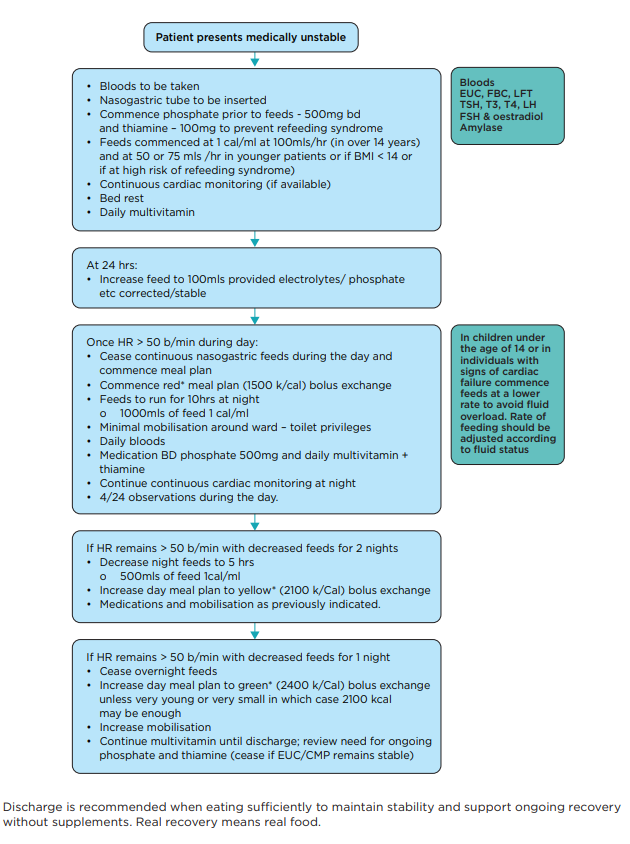 Patient presents medically unstable
• Bloods to be taken
• Nasogastric tube to be inserted
• Commence phosphate prior to feeds - 500mg bd
and thiamine – 100mg to prevent refeeding syndrome
• Feeds commenced at 1 cal/ml at 100mls/hr (in over 14 years)
and at 50 or 75 mls /hr in younger patients or if BMI < 14 or
if at high risk of refeeding syndrome)
• Continuous cardiac monitoring (if available)
• Bed rest
• Daily multivitamin
Bloods
EUC, FBC, LFT
TSH, T3, T4, LH
FSH & oestradiol
Amylase
At 24 hrs:
• Increase feed to 100mls provided electrolytes/ phosphate
etc corrected/stable
Once HR > 50 b/min during day:
• Cease continuous nasogastric feeds during the day and
commence meal plan
• Commence red* meal plan (1500 k/cal) bolus exchange
• Feeds to run for 10hrs at night
o 1000mls of feed 1 cal/ml
• Minimal mobilisation around ward – toilet privileges
• Daily bloods
• Medication BD phosphate 500mg and daily multivitamin +
thiamine
• Continue continuous cardiac monitoring at night
• 4/24 observations during the day.
In children under
the age of 14 or in
individuals with
signs of cardiac
failure commence
feeds at a lower
rate to avoid fluid
overload. Rate of
feeding should be
adjusted according
to fluid status
If HR remains > 50 b/min with decreased feeds for 2 nights
• Decrease night feeds to 5 hrs
o 500mls of feed 1cal/ml
• Increase day meal plan to yellow* (2100 k/Cal) bolus exchange
• Medications and mobilisation as previously indicated.
If HR remains > 50 b/min with decreased feeds for 1 night
• Cease overnight feeds
• Increase day meal plan to green* (2400 k/Cal) bolus exchange
unless very young or very small in which case 2100 kcal
may be enough
• Increase mobilisation
• Continue multivitamin until discharge; review need for ongoing
phosphate and thiamine (cease if EUC/CMP remains stable)
Discharge is recommended when eating sufficiently to maintain stability and support ongoing recovery
without supplements. Real recovery means real food.